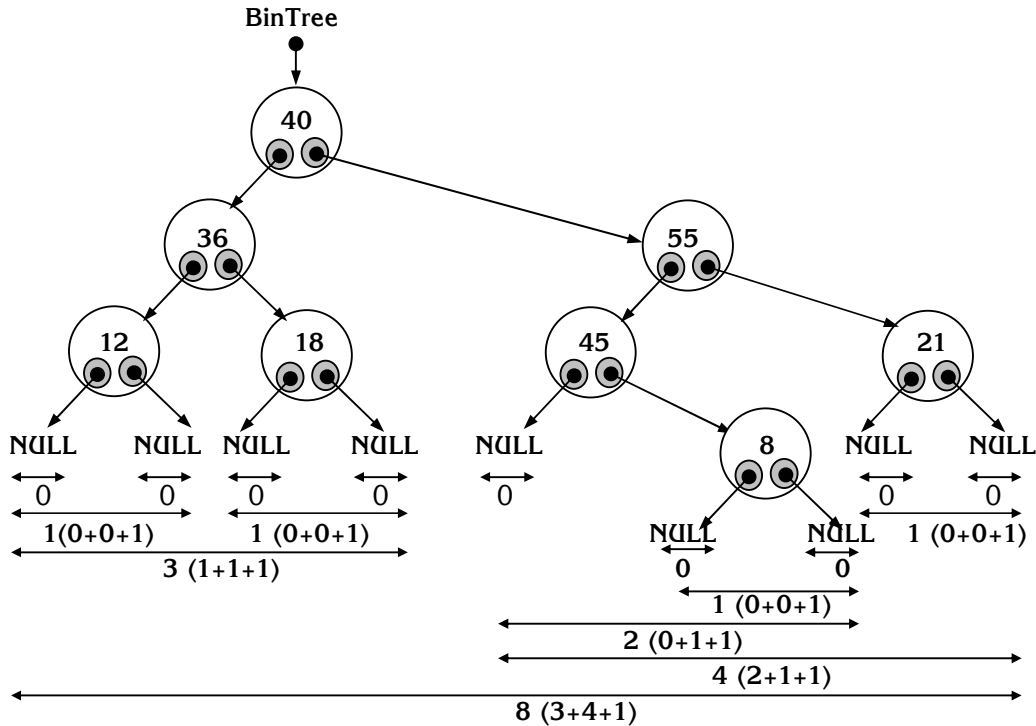 BinTree
40
36
55
12
18
45
21
NULL NULL NULL NULL NULL NULL NULL
8
0 0 0 0 0 0 0
1(0+0+1) 1 (0+0+1) NULL NULL 1 (0+0+1)
3 (1+1+1) 0 0
1 (0+0+1)
2 (0+1+1)
4 (2+1+1)
8 (3+4+1)